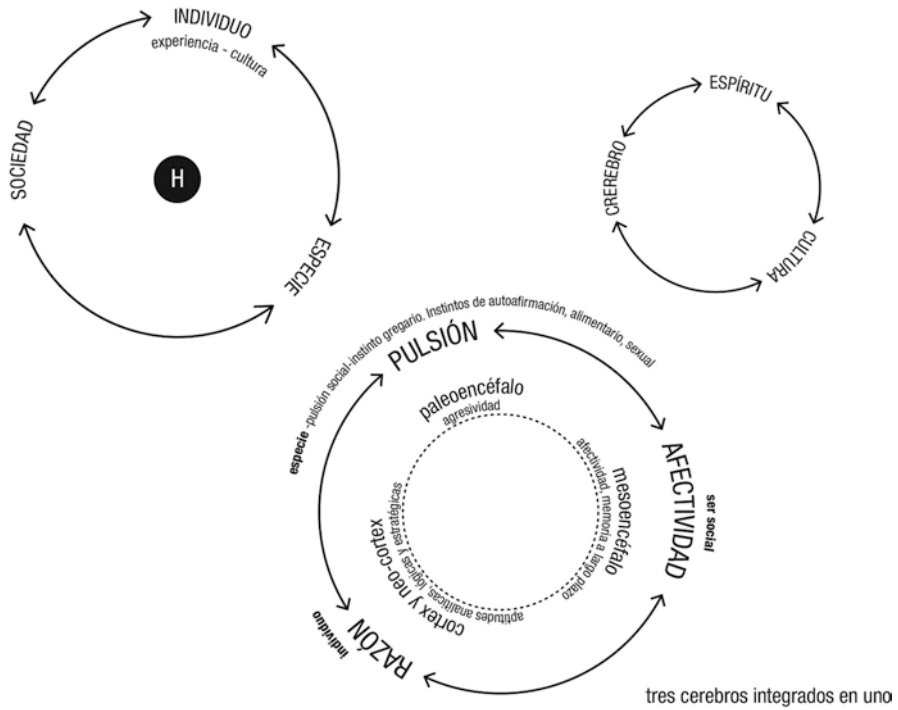 INDIVIDUO
experiencia - cultura
SOCIEDAD
H
ESPECIE
ESPÍRITU
CREREBRO
CULTURA
especie -pulsión social-instinto gregario. Instintos de autoafirmación, alimentario, sexual
PULSIÓN
paleoencéfalo
agresividad
AFECTIVIDAD
ser social
mesoencéfalo
afectividad, memoria a largo plazo
cortex y neo-cortex
aptitudes analíticas, lógicas y estratégicas
RAZÓN
individuo
tres cerebros integrados en uno